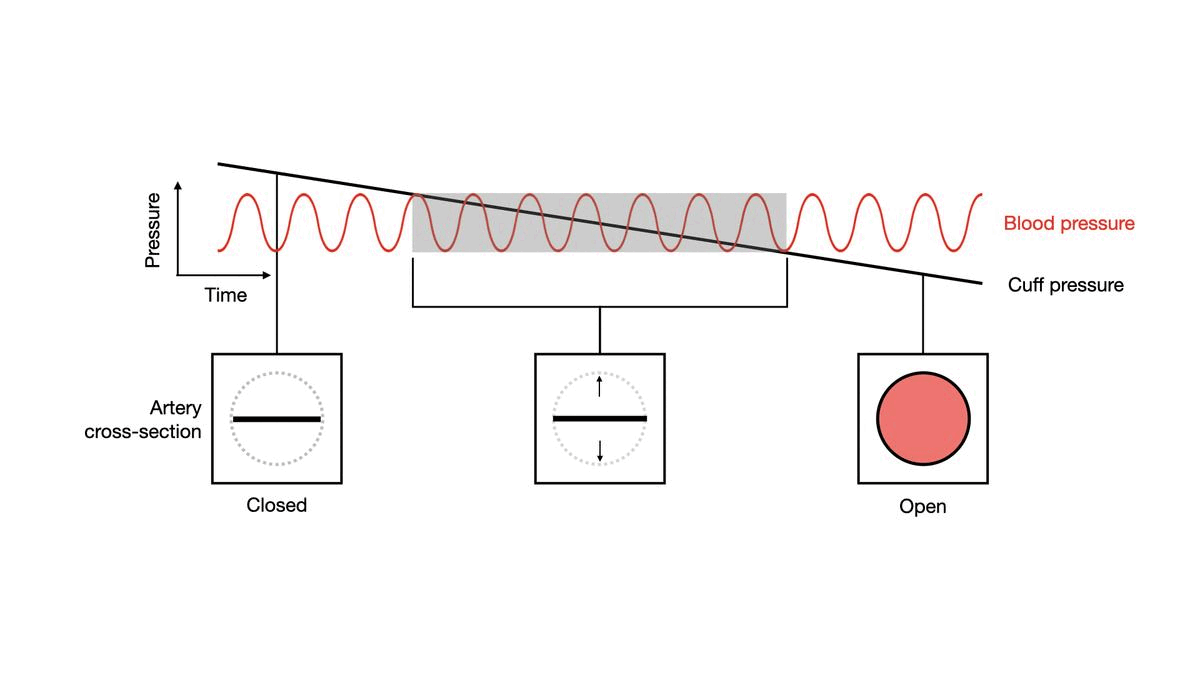 Pressure
Time
Blood pressure
Cuff pressure
Artery
cross-section
Closed
Open